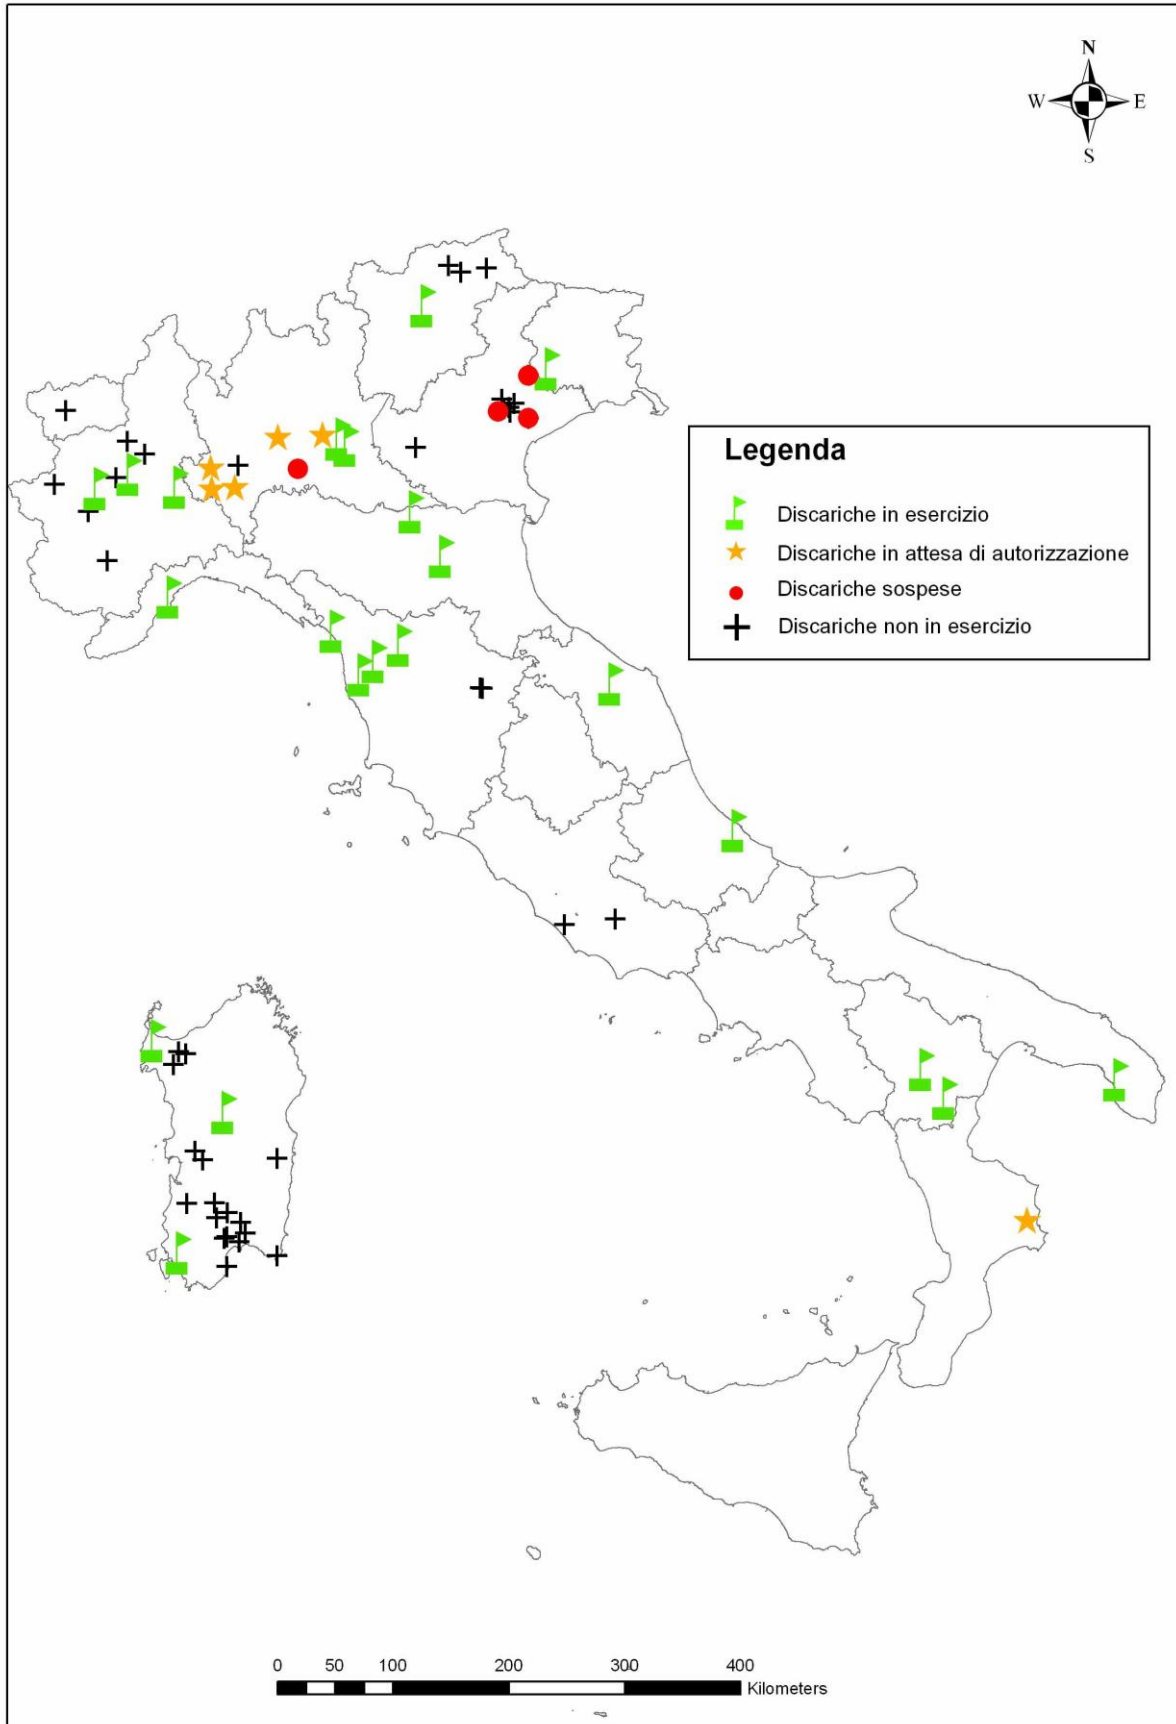 N
W E
S
Legenda
Discariche in esercizio
Discariche in attesa di autorizzazione
Discariche sospese
Discariche non in esercizio
0 50 100 200 300 400
Kilometers